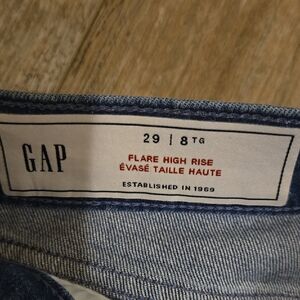 GAP
29 | 8 TG
FLARE HIGH RISE
ÉVASÉ TAILLE HAUTE
ESTABLISHED IN 1969